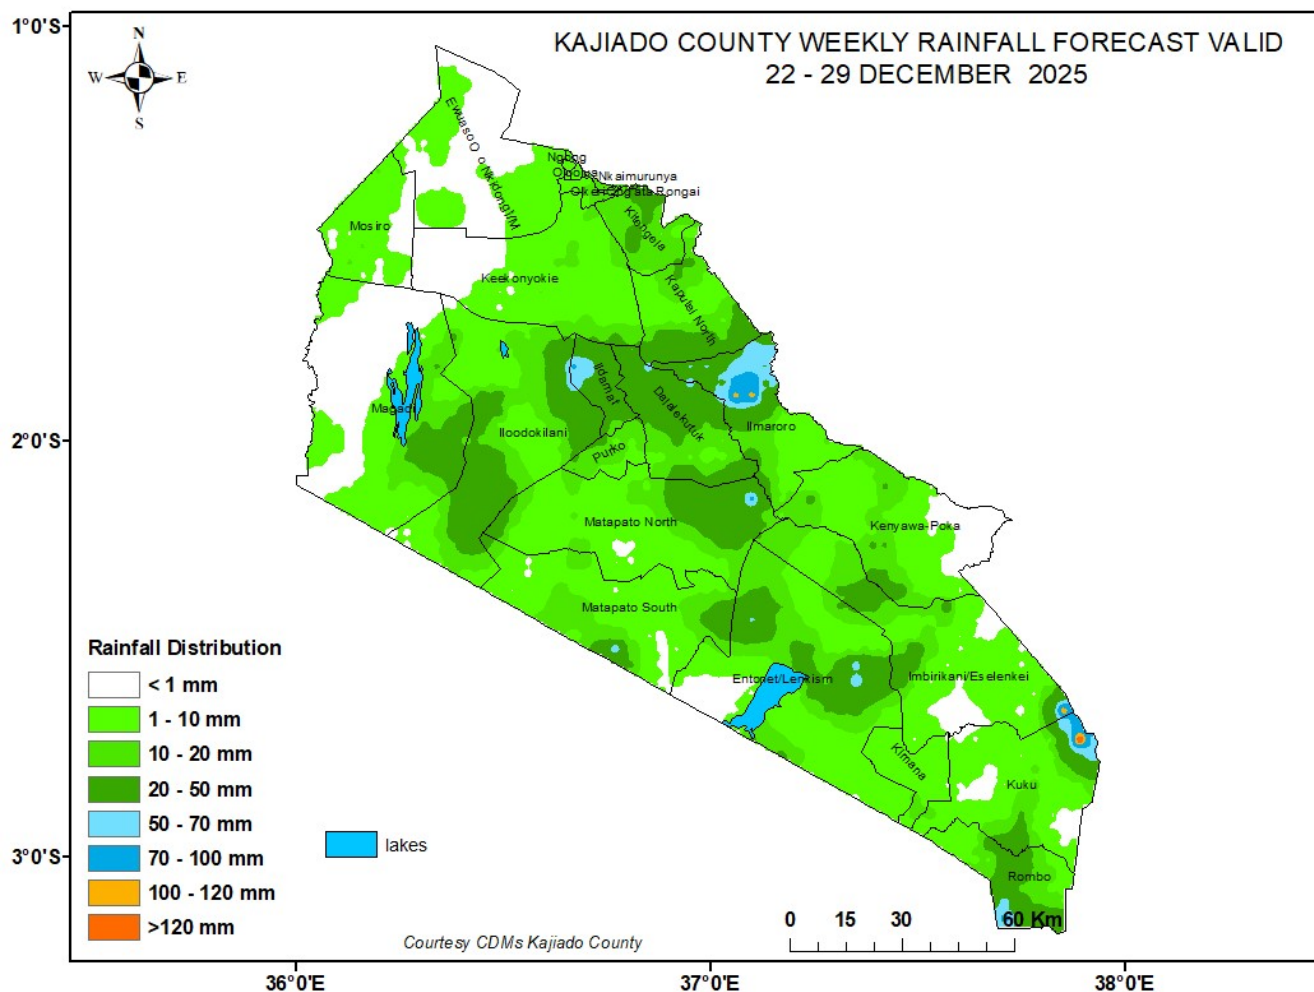 KAJIADO COUNTY WEEKLY RAINFALL FORECAST VALID
22 - 29 DECEMBER 2025
1°0'S
2°0'S
3°0'S
N
W
E
S
Ewuaso
Ngong
Nkaimurunya
Rongai
Kitengela
Mosiro
Keekonyokie
Kaputei North
Magadi
Iloodokilani
Ildamat
Dalalekutuk
Ilmaroro
Purko
Matapato North
Kenyawa-Poka
Matapato South
Entonet/Lenkism
Imbirikani/Eselenkei
Kimana
Kuku
Rombo
Rainfall Distribution
< 1 mm
1 - 10 mm
10 - 20 mm
20 - 50 mm
50 - 70 mm
70 - 100 mm
100 - 120 mm
>120 mm
lakes
Courtesy CDMs Kajiado County
0 15 30 60 Km
36°0'E
37°0'E
38°0'E